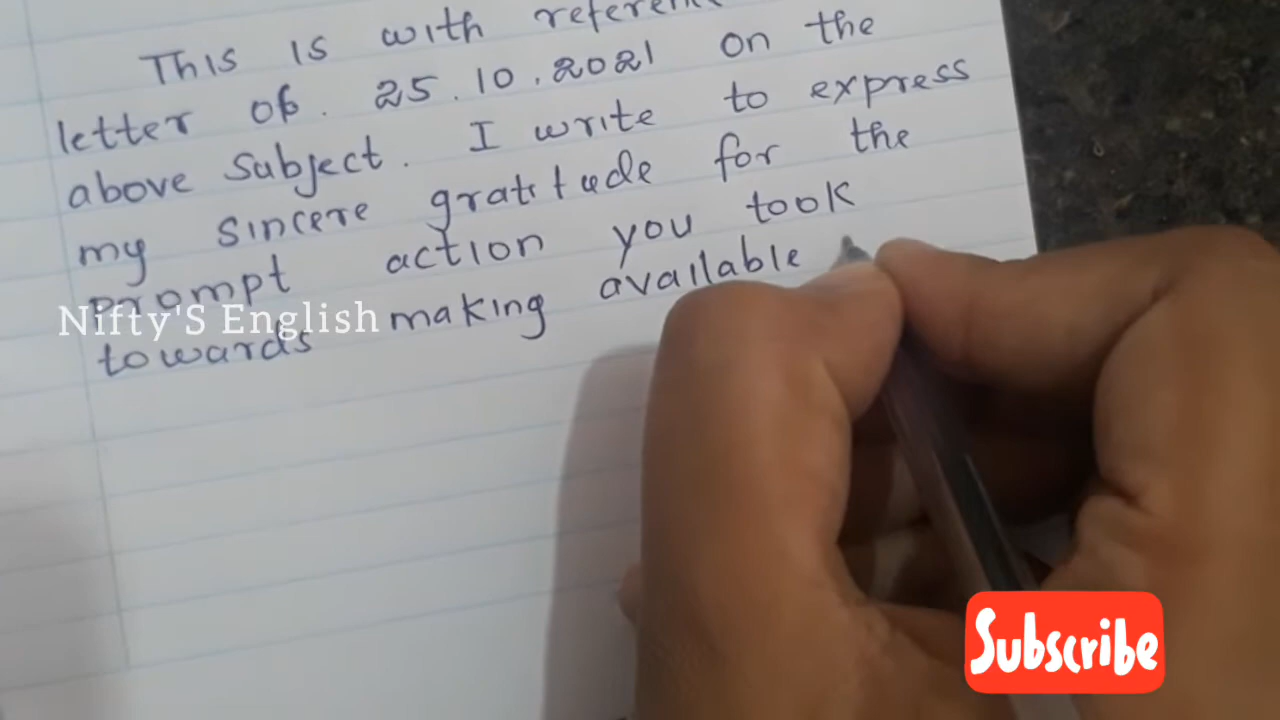 This is with referen
letter of. 25.10.2021 on the
above subject. I write to express
my sincere gratitude for the
prompt action you took
towards making available
Nifty'S English
Subscribe